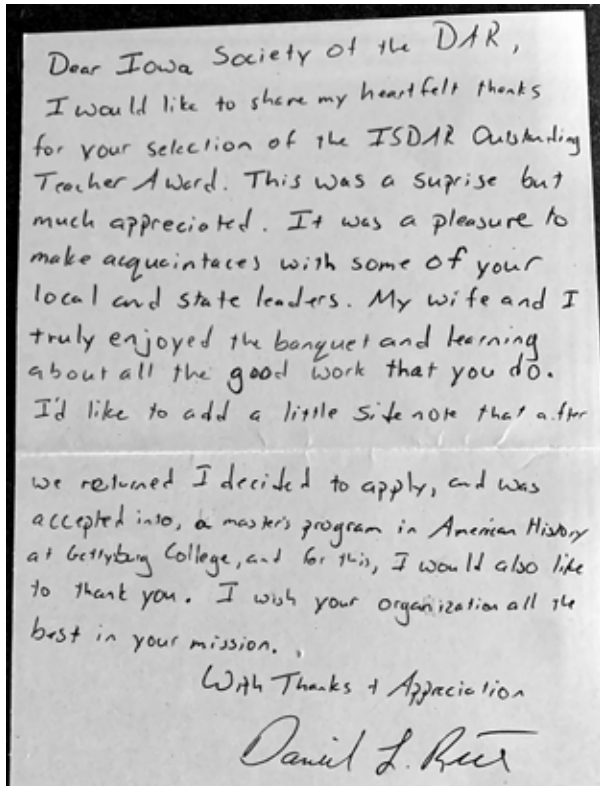 Dear Iowa Society of the DAR,
I would like to share my heartfelt thanks
for your selection of the ISDAR Outstanding
Teacher Award. This was a suprise but
much appreciated. It was a pleasure to
make acquaintaces with some of your
local and state leaders. My wife and I
truly enjoyed the banquet and learning
about all the good work that you do.
I'd like to add a little side note that after
we returned I decided to apply, and was
accepted into, a master's program in American History
at Gettysburg College, and for this, I would also like
to thank you. I wish your organization all the
best in your mission.
With Thanks + Appreciation
Daniel L.